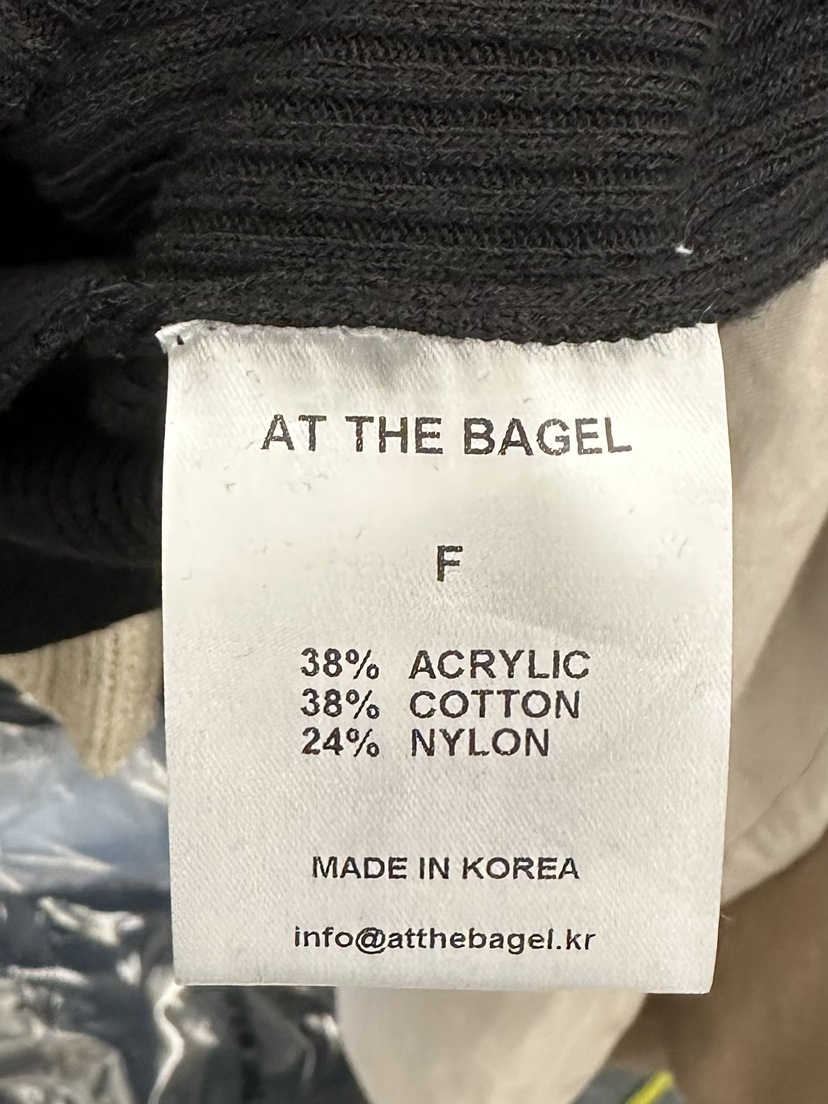 AT THE BAGEL
F
38% ACRYLIC
38% COTTON
24% NYLON
MADE IN KOREA
info@atthebagel.kr